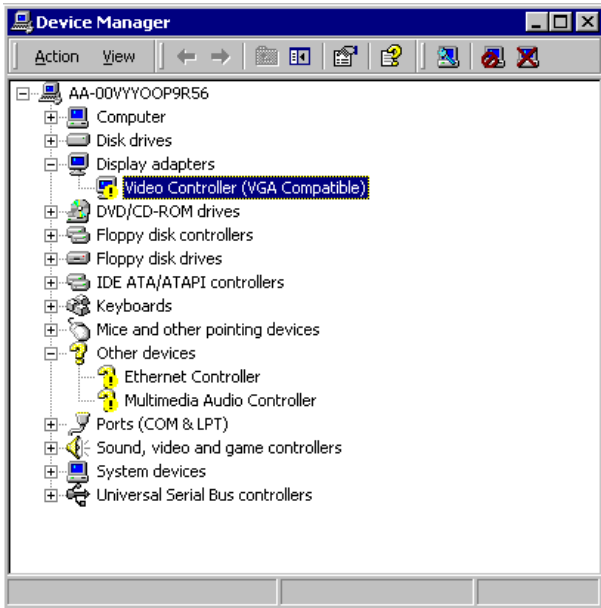 Device Manager
Action View
AA-00VYYOOP9R56
Computer
Disk drives
Display adapters
Video Controller (VGA Compatible)
DVD/CD-ROM drives
Floppy disk controllers
Floppy disk drives
IDE ATA/ATAPI controllers
Keyboards
Mice and other pointing devices
Other devices
Ethernet Controller
Multimedia Audio Controller
Ports (COM & LPT)
Sound, video and game controllers
System devices
Universal Serial Bus controllers